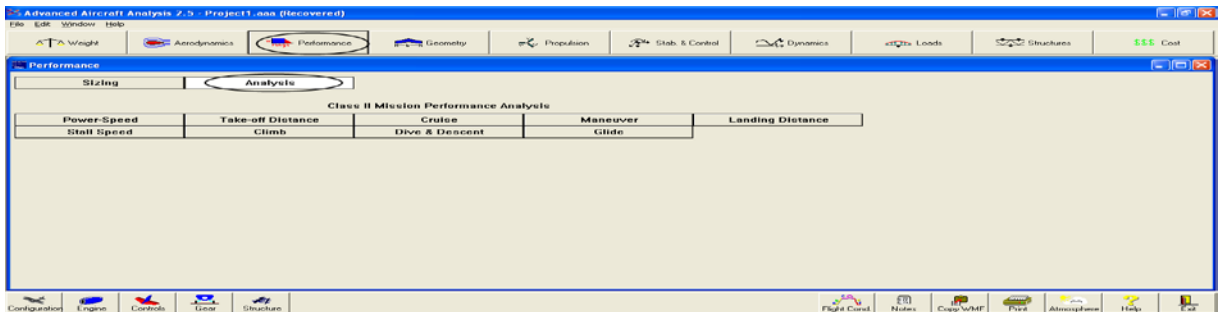 Advanced Aircraft Analysis 2.5 - Project1.aaa (Recovered)
File Edit Window Help
Weight Aerodynamics Performance Geometry Propulsion Stab. & Control Dynamics Loads Structures $$$ Cost
Performance
Sizing Analysis
Class II Mission Performance Analysis
Power-Speed Take-off Distance Cruise Maneuver Landing Distance
Stall Speed Climb Dive & Descent Glide
Configuration Engine Controls Gear Structure Flight Cond. Notes Copy WMF Print Atmosphere Help Exit